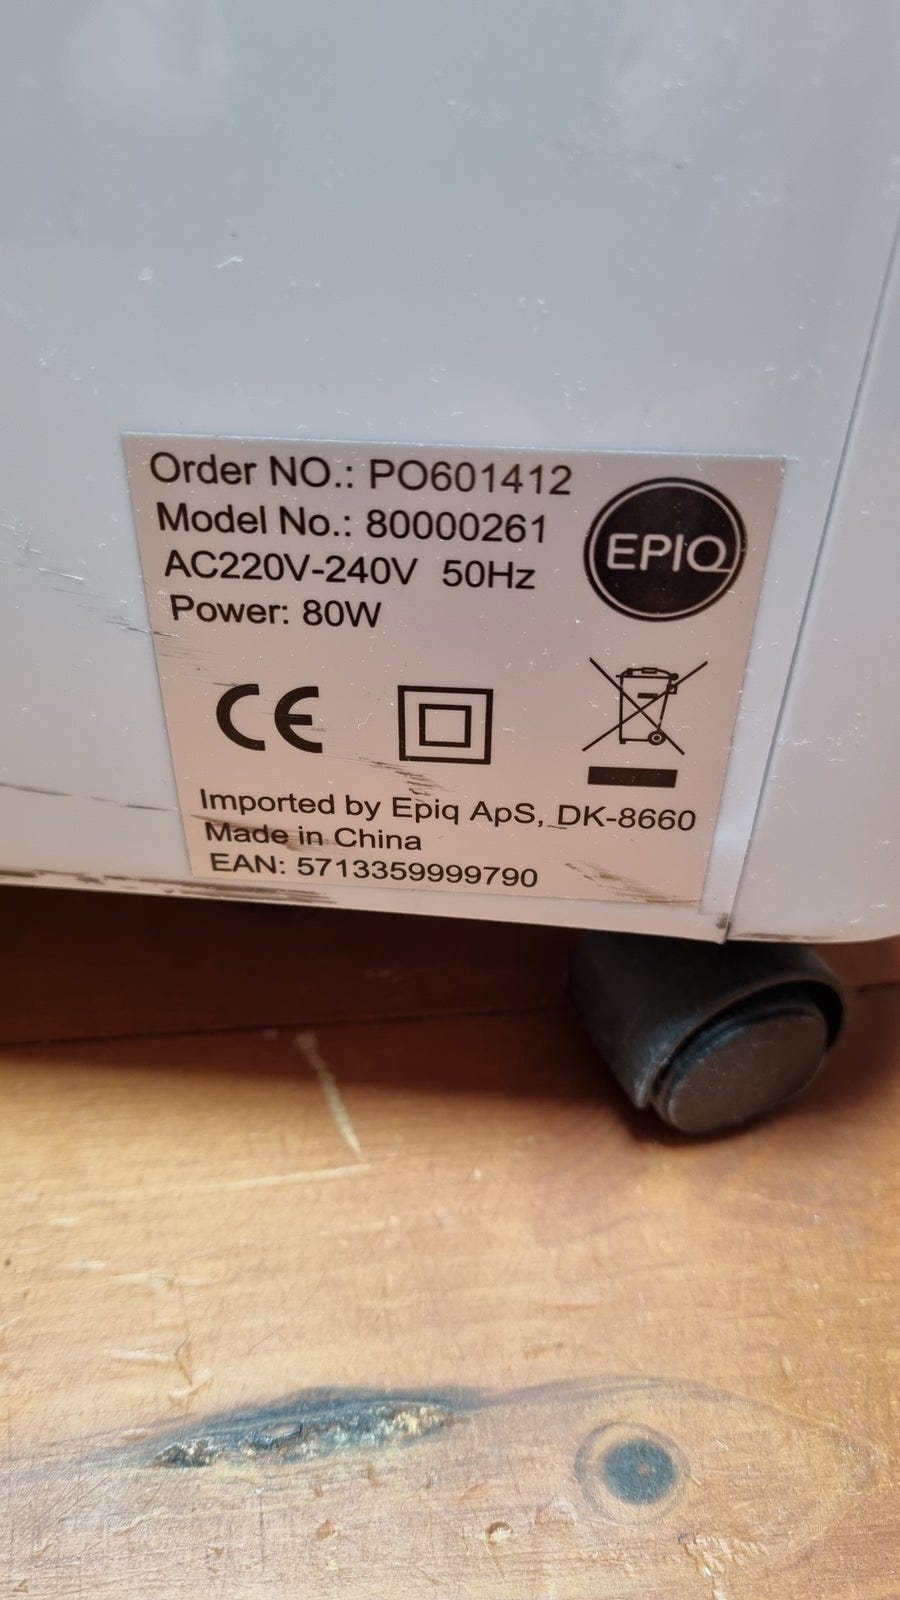 Order NO.: PO601412
Model No.: 80000261
AC220V-240V 50Hz
Power: 80W
EPIQ
CE
Imported by Epiq ApS, DK-8660
Made in China
EAN: 5713359999790